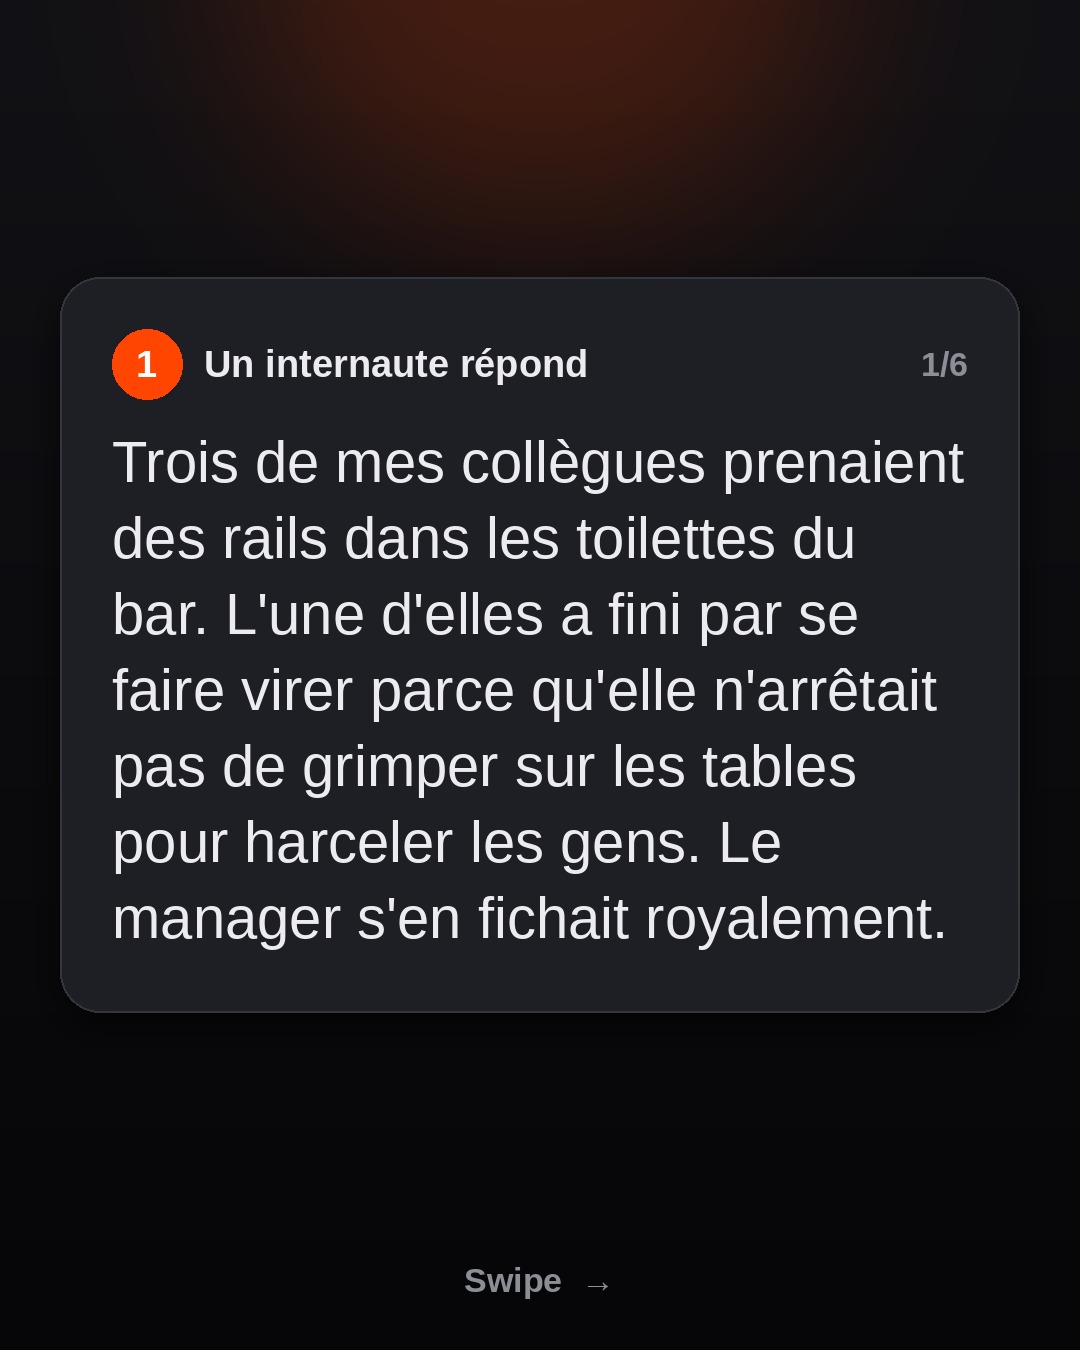 1 Un internaute répond 1/6
Trois de mes collègues prenaient
des rails dans les toilettes du
bar. L'une d'elles a fini par se
faire virer parce qu'elle n'arrêtait
pas de grimper sur les tables
pour harceler les gens. Le
manager s'en fichait royalement.
Swipe →